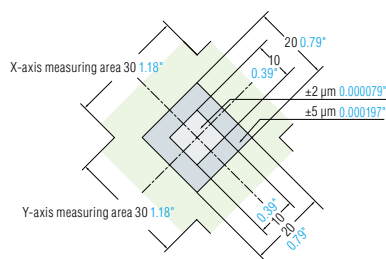 20 0.79"
10
0.39"
X-axis measuring area 30 1.18"
±2 μm 0.000079"
±5 μm 0.000197"
Y-axis measuring area 30 1.18"
0.39"
10
20
0.79"